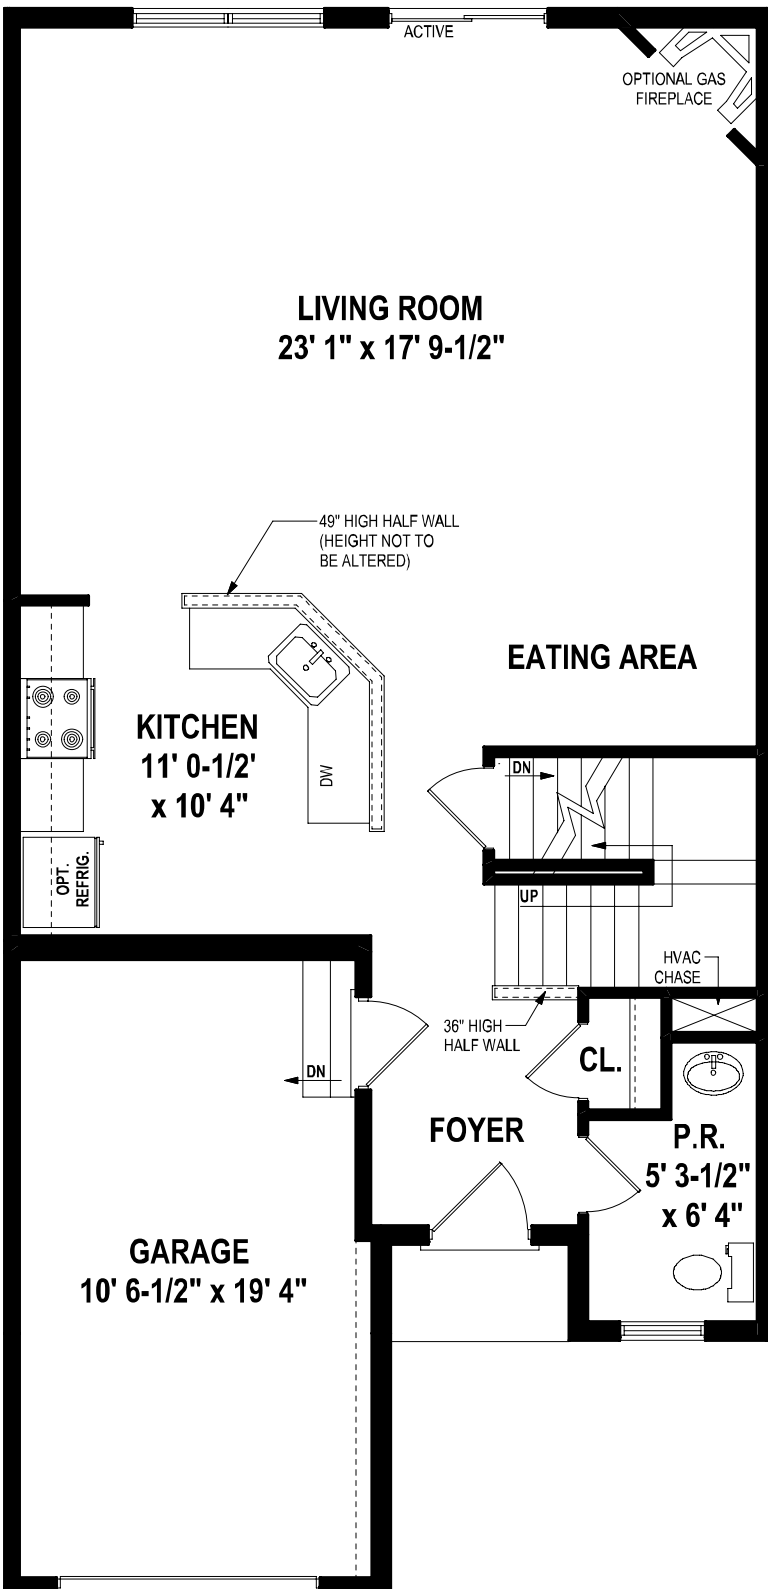 ACTIVE
OPTIONAL GAS
FIREPLACE
LIVING ROOM
23' 1" x 17' 9-1/2"
49" HIGH HALF WALL
(HEIGHT NOT TO
BE ALTERED)
EATING AREA
KITCHEN
11' 0-1/2'
x 10' 4"
DW
DN
OPT.
REFRIG.
UP
HVAC
CHASE
36" HIGH
HALF WALL
CL.
DN
FOYER
P.R.
5' 3-1/2"
x 6' 4"
GARAGE
10' 6-1/2" x 19' 4"